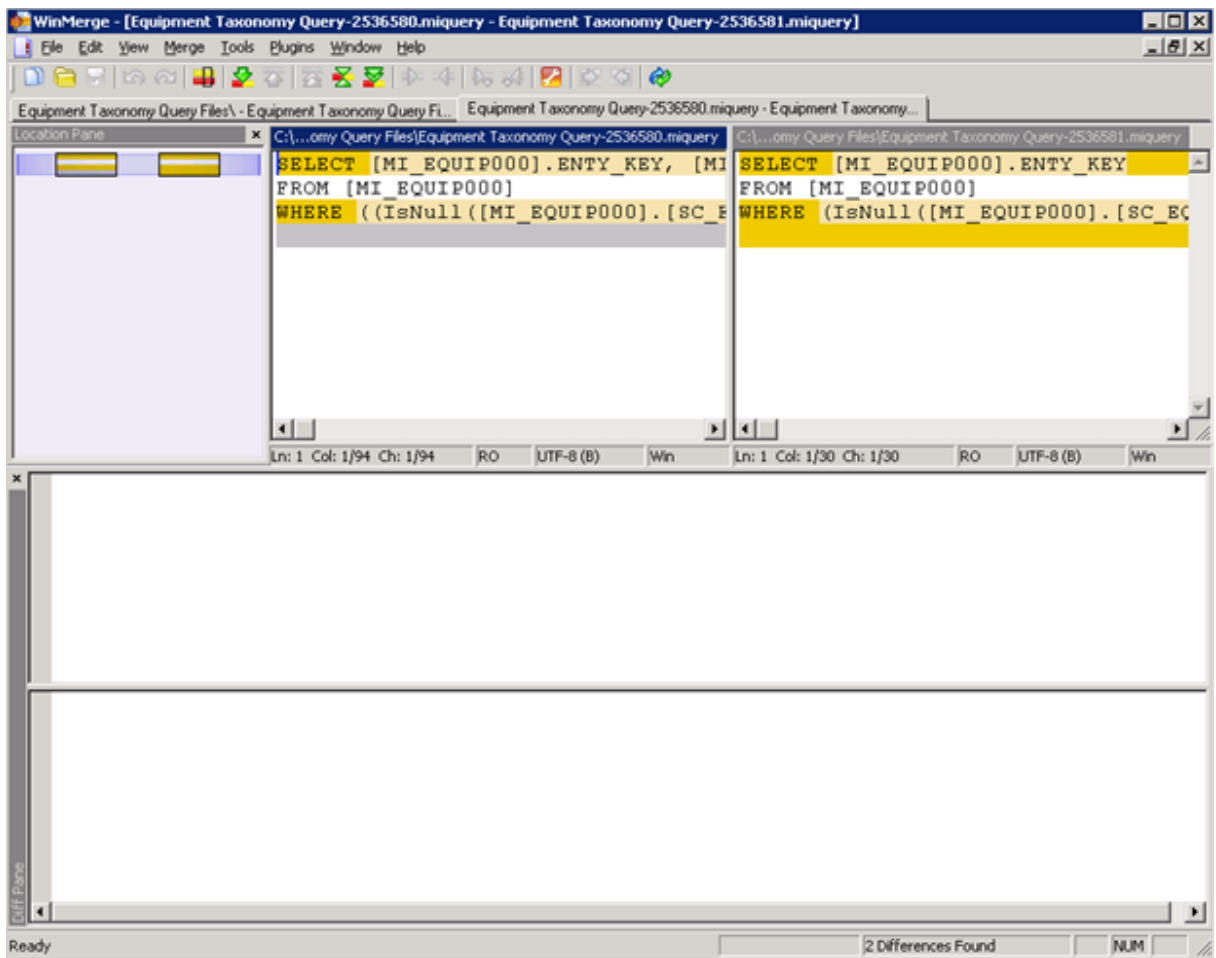 WinMerge - [Equipment Taxonomy Query-2536580.miquery - Equipment Taxonomy Query-2536581.miquery]
File Edit View Merge Tools Plugins Window Help
Equipment Taxonomy Query Files\ - Equipment Taxonomy Query Fi... Equipment Taxonomy Query-2536580.miquery - Equipment Taxonomy...
Location Pane
C:\...omy Query Files\Equipment Taxonomy Query-2536580.miquery
SELECT [MI_EQUIP000].ENTY_KEY, [MI
FROM [MI_EQUIP000]
WHERE ((IsNull([MI_EQUIP000].[SC_E
Ln: 1 Col: 1/94 Ch: 1/94 RO UTF-8 (B) Win
C:\...omy Query Files\Equipment Taxonomy Query-2536581.miquery
SELECT [MI_EQUIP000].ENTY_KEY
FROM [MI_EQUIP000]
WHERE (IsNull([MI_EQUIP000].[SC_EQ
Ln: 1 Col: 1/30 Ch: 1/30 RO UTF-8 (B) Win
Diff Pane
Ready 2 Differences Found NUM